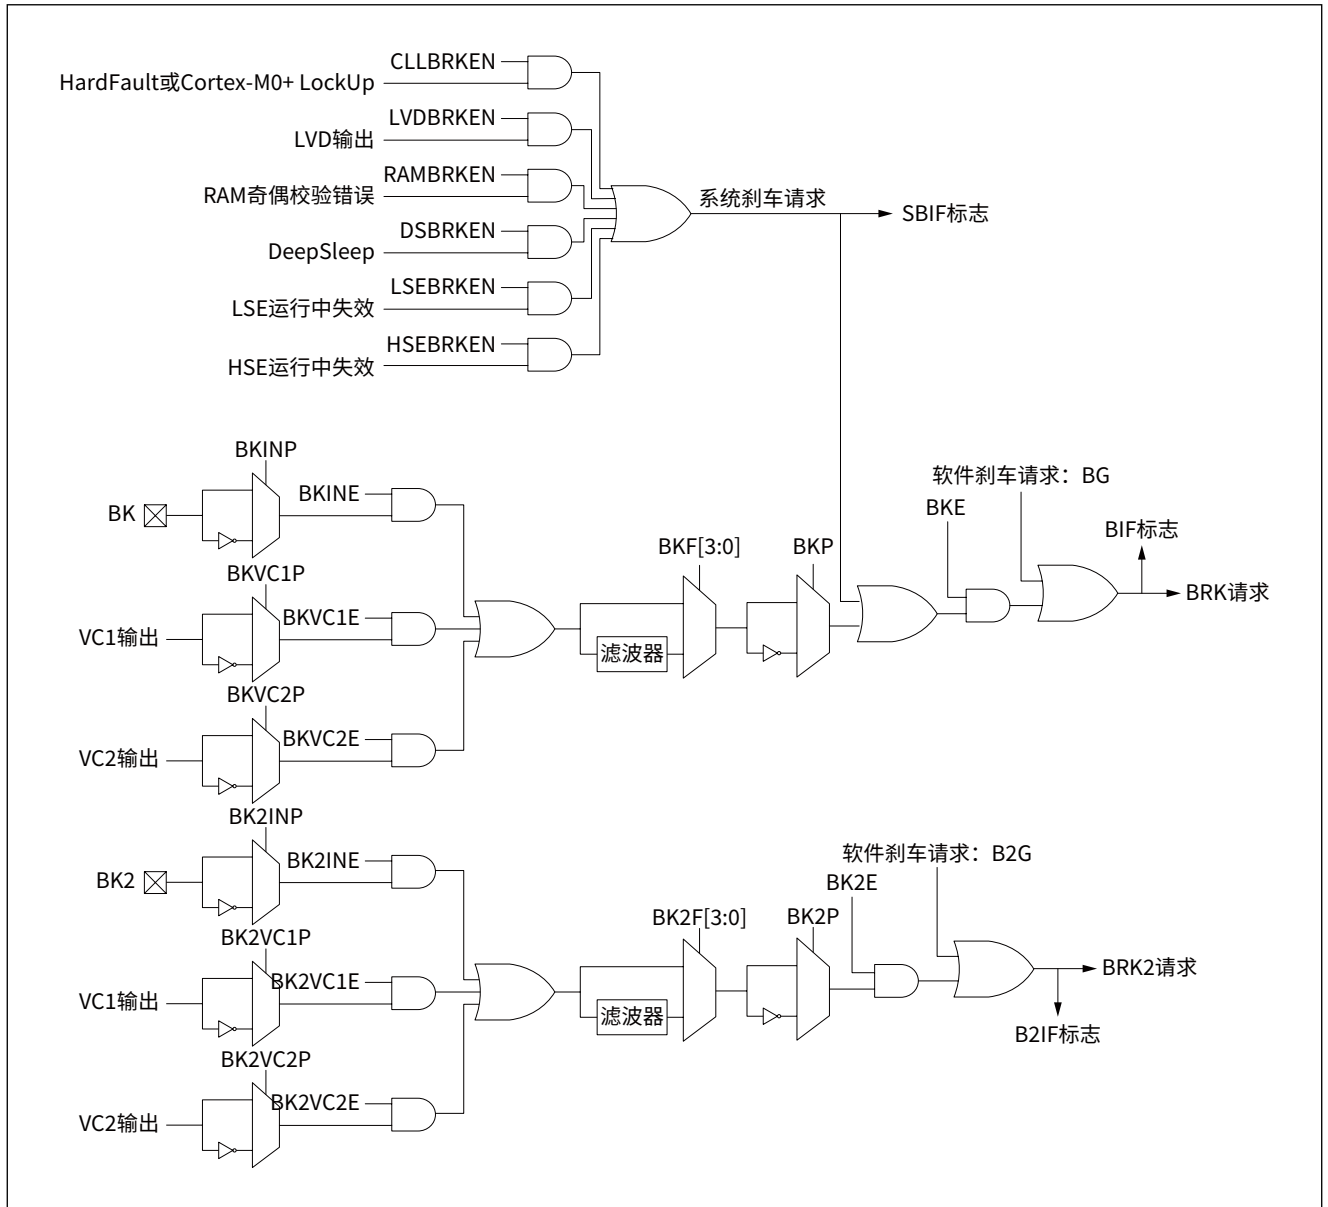 CLLBRKEN
HardFault或Cortex-M0+ LockUp
LVDBRKEN
LVD输出
RAMBRKEN
RAM奇偶校验错误
系统刹车请求
SBIF标志
DSBRKEN
DeepSleep
LSEBRKEN
LSE运行中失效
HSEBRKEN
HSE运行中失效
BKINP
BKINE
BK
软件刹车请求：BG
BKE
BIF标志
BKF[3:0]
BKP
BRK请求
BKVC1P
BKVC1E
VC1输出
滤波器
BKVC2P
BKVC2E
VC2输出
BK2INP
BK2INE
BK2
软件刹车请求：B2G
BK2E
BK2F[3:0]
BK2P
BRK2请求
BK2VC1P
BK2VC1E
VC1输出
滤波器
B2IF标志
BK2VC2P
BK2VC2E
VC2输出